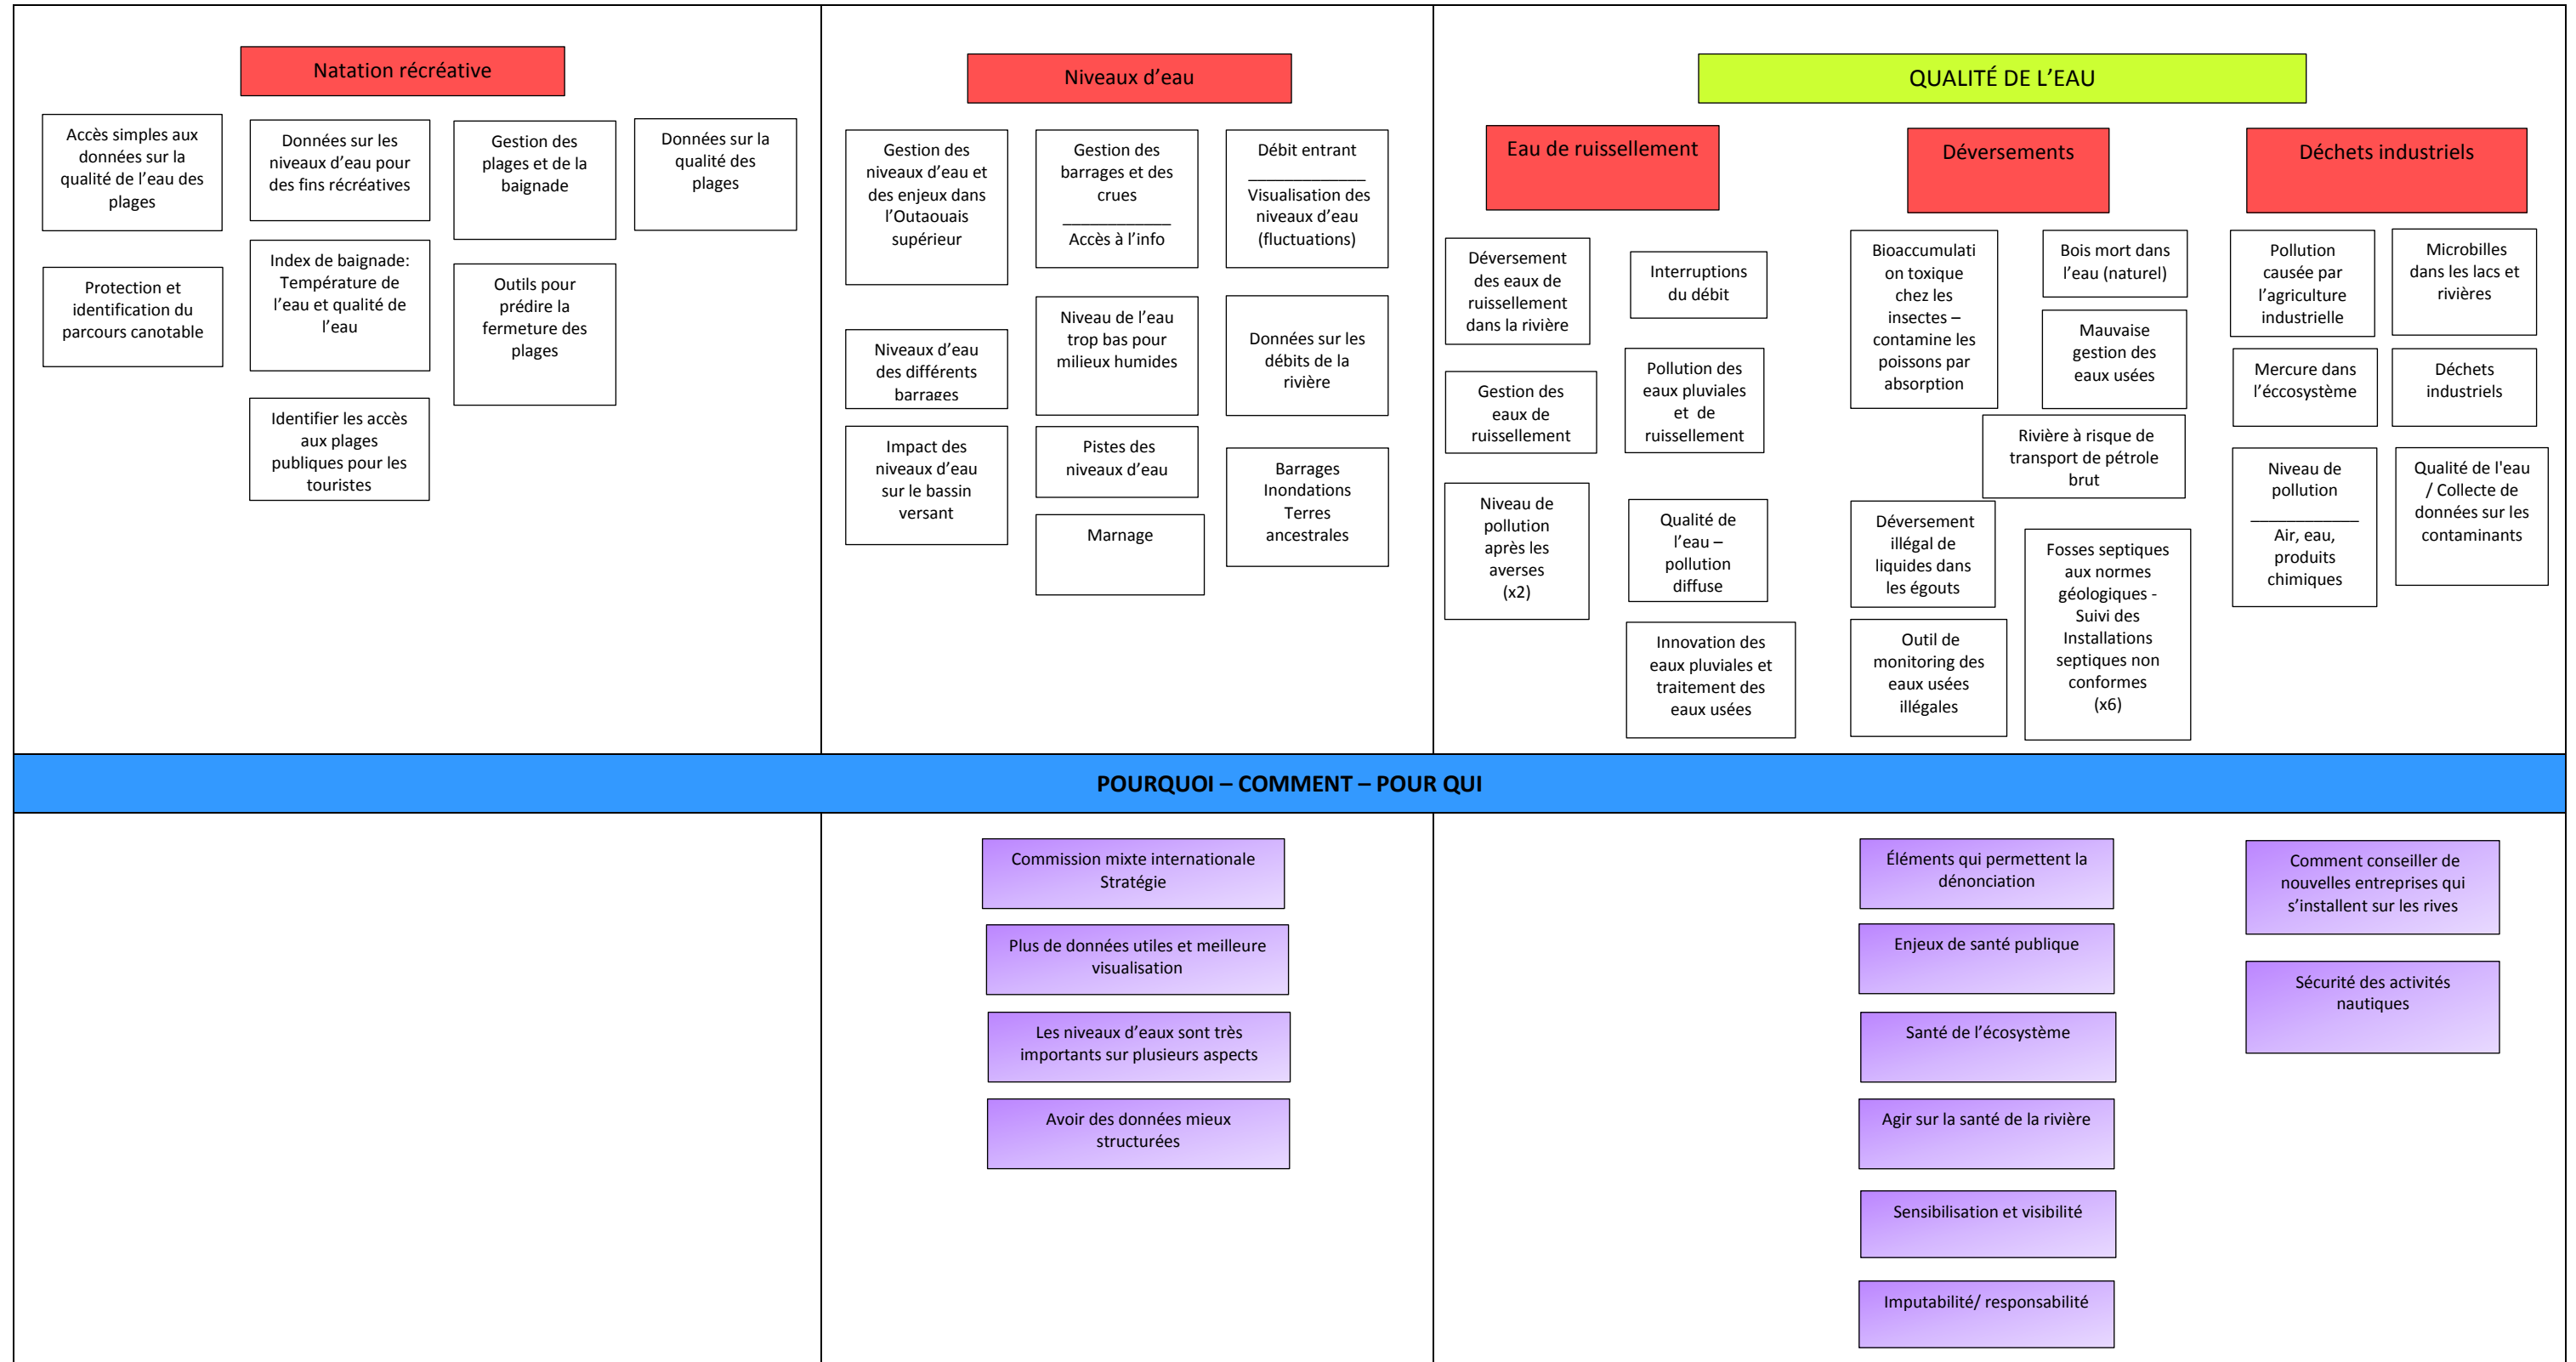 Natation récréative
Accès simples aux
données sur la
qualité de l'eau des
plages
Données sur les
niveaux d'eau pour
des fins récréatives
Gestion des
plages et de la
baignade
Données sur la
qualité des
plages
Protection et
identification du
parcours canotable
Index de baignade:
Température de
l'eau et qualité de
l'eau
Outils pour
prédire la
fermeture des
plages
Identifier les accès
aux plages
publiques pour les
touristes
Niveaux d'eau
Gestion des
niveaux d'eau et
des enjeux dans
l'Outaouais
supérieur
Gestion des
barrages et des
crues
_____________
Accès à l'info
Débit entrant
______________
Visualisation des
niveaux d'eau
(fluctuations)
Niveaux d'eau
des différents
barrages
Niveau de l'eau
trop bas pour
milieux humides
Données sur les
débits de la
rivière
Impact des
niveaux d'eau
sur le bassin
versant
Pistes des
niveaux d'eau
Marnage
Barrages
Inondations
Terres
ancestrales
QUALITÉ DE L'EAU
Eau de ruissellement
Déversement
des eaux de
ruissellement
dans la rivière
Interruptions
du débit
Gestion des
eaux de
ruissellement
Pollution des
eaux pluviales
et  de
ruissellement
Niveau de
pollution
après les
averses
(x2)
Qualité de
l'eau –
pollution
diffuse
Innovation des
eaux pluviales et
traitement des
eaux usées
Déversements
Bioaccumulati
on toxique
chez les
insectes –
contamine les
poissons par
absorption
Bois mort dans
l'eau (naturel)
Mauvaise
gestion des
eaux usées
Rivière à risque de
transport de pétrole
brut
Déversement
illégal de
liquides dans
les égouts
Fosses septiques
aux normes
géologiques -
Suivi des
Installations
septiques non
conformes
(x6)
Outil de
monitoring des
eaux usées
illégales
Déchets industriels
Pollution
causée par
l'agriculture
industrielle
Microbilles
dans les lacs et
rivières
Mercure dans
l'éccosystème
Déchets
industriels
Niveau de
pollution
_____________
Air, eau,
produits
chimiques
Qualité de l'eau
/ Collecte de
données sur les
contaminants
POURQUOI – COMMENT – POUR QUI
Commission mixte internationale
Stratégie
Plus de données utiles et meilleure
visualisation
Les niveaux d'eaux sont très
importants sur plusieurs aspects
Avoir des données mieux
structurées
Éléments qui permettent la
dénonciation
Enjeux de santé publique
Santé de l'écosystème
Agir sur la santé de la rivière
Sensibilisation et visibilité
Imputabilité/ responsabilité
Comment conseiller de
nouvelles entreprises qui
s'installent sur les rives
Sécurité des activités
nautiques